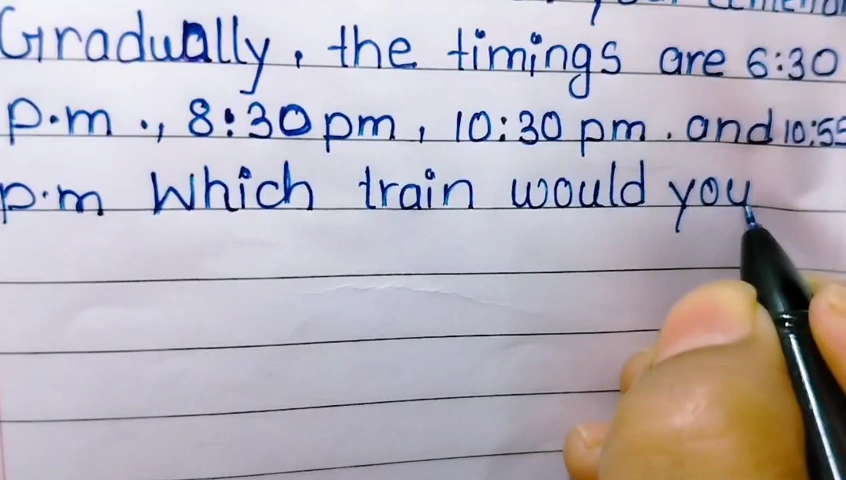 Gradually, the timings are 6:30
p.m., 8:30 pm, 10:30 pm. and 10:55
p.m Which train would you